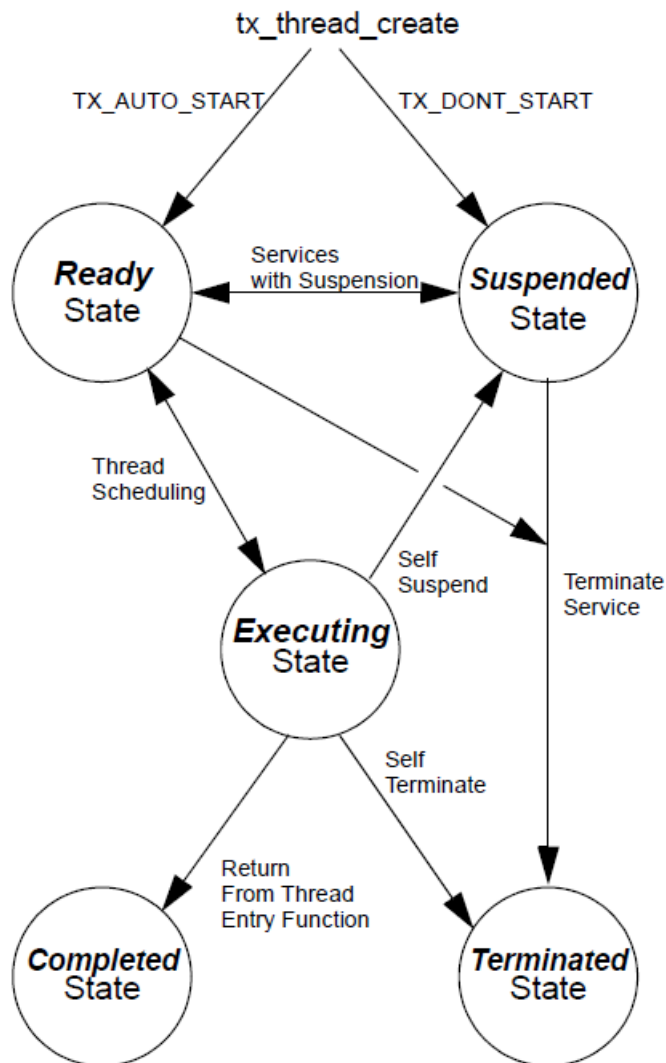 tx_thread_create
TX_AUTO_START
TX_DONT_START
Ready
State
Services
with Suspension
Suspended
State
Thread
Scheduling
Self
Suspend
Terminate
Service
Executing
State
Self
Terminate
Return
From Thread
Entry Function
Completed
State
Terminated
State